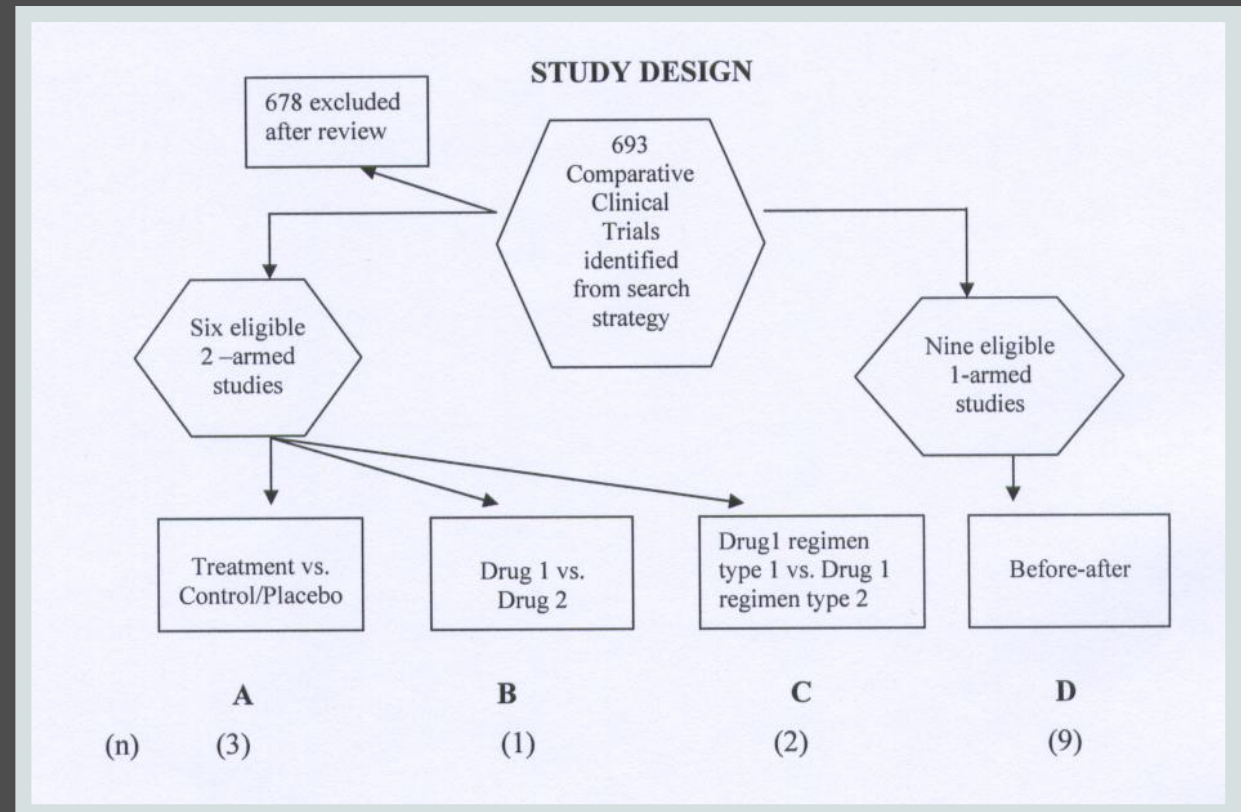 STUDY DESIGN
678 excluded
after review
693
Comparative
Clinical
Trials
identified
from search
strategy
Six eligible
2 –armed
studies
Nine eligible
1-armed
studies
Treatment vs.
Control/Placebo
Drug 1 vs.
Drug 2
Drug1 regimen
type 1 vs. Drug 1
regimen type 2
Before-after
A B C D
(n) (3) (1) (2) (9)